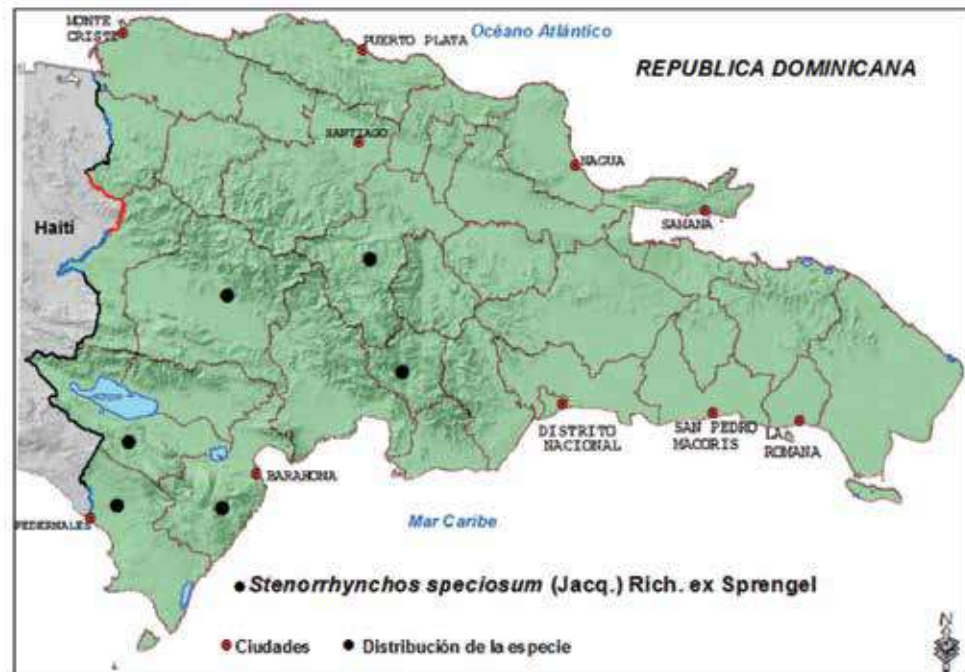 MONTE
CRISTI
Océano Atlántico
PUERTO PLATA
REPUBLICA DOMINICANA
SANTIAGO
NAGUA
SAMANA
Haití
DISTRITO
NACIONAL
SAN PEDRO
MACORIS
LA
ROMANA
BARAHONA
PEDERNALES
Mar Caribe
Stenorrhynchos speciosum (Jacq.) Rich. ex Sprengel
Ciudades
Distribución de la especie
N